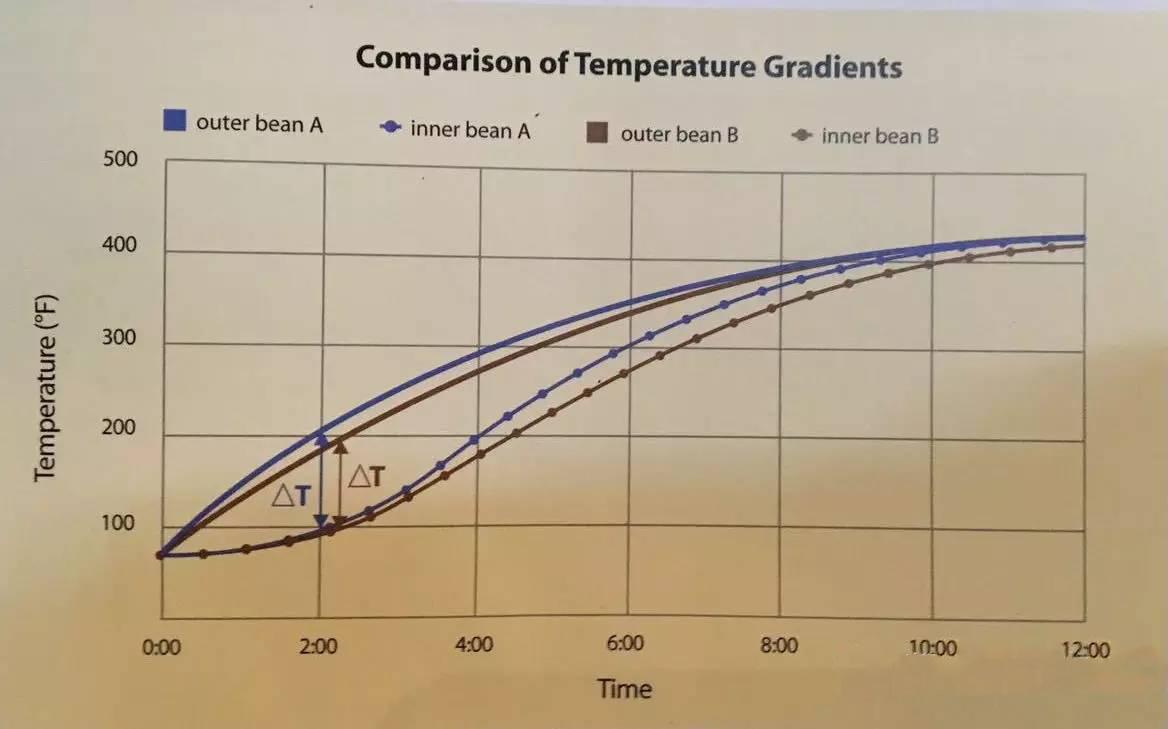 Comparison of Temperature Gradients
outer bean A inner bean A outer bean B inner bean B
500
400
300
200
100
Temperature (ºF)
△T
△T
0:00 2:00 4:00 6:00 8:00 10:00 12:00
Time